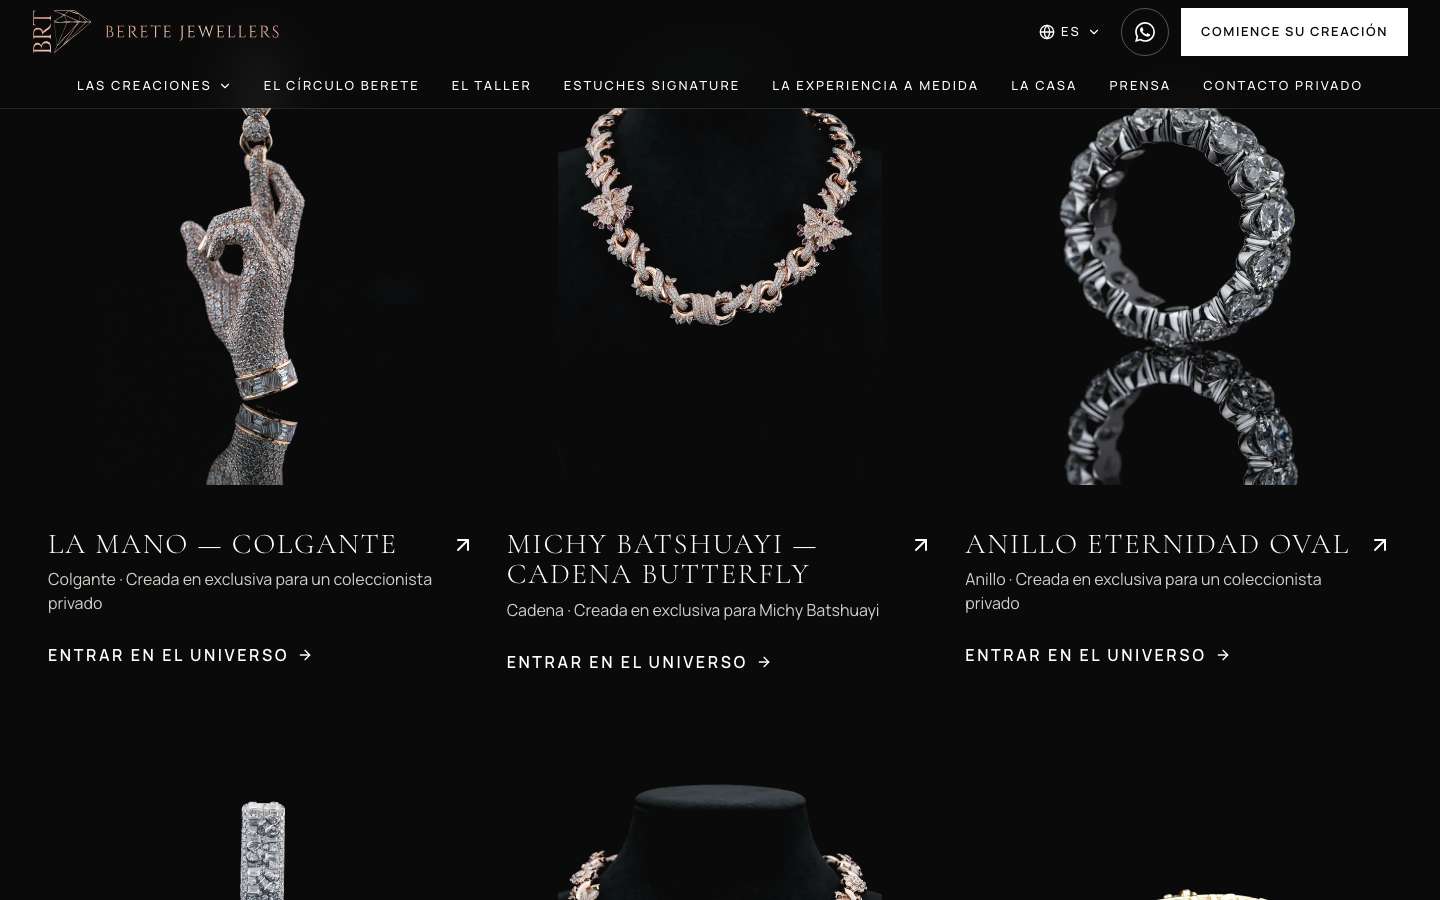 BRT
BERETE JEWELLERS
ES
COMIENCE SU CREACIÓN
LAS CREACIONES
EL CÍRCULO BERETE
EL TALLER
ESTUCHES SIGNATURE
LA EXPERIENCIA A MEDIDA
LA CASA
PRENSA
CONTACTO PRIVADO
LA MANO — COLGANTE
Colgante · Creada en exclusiva para un coleccionista
privado
ENTRAR EN EL UNIVERSO
MICHY BATSHUAYI —
CADENA BUTTERFLY
Cadena · Creada en exclusiva para Michy Batshuayi
ENTRAR EN EL UNIVERSO
ANILLO ETERNIDAD OVAL
Anillo · Creada en exclusiva para un coleccionista
privado
ENTRAR EN EL UNIVERSO